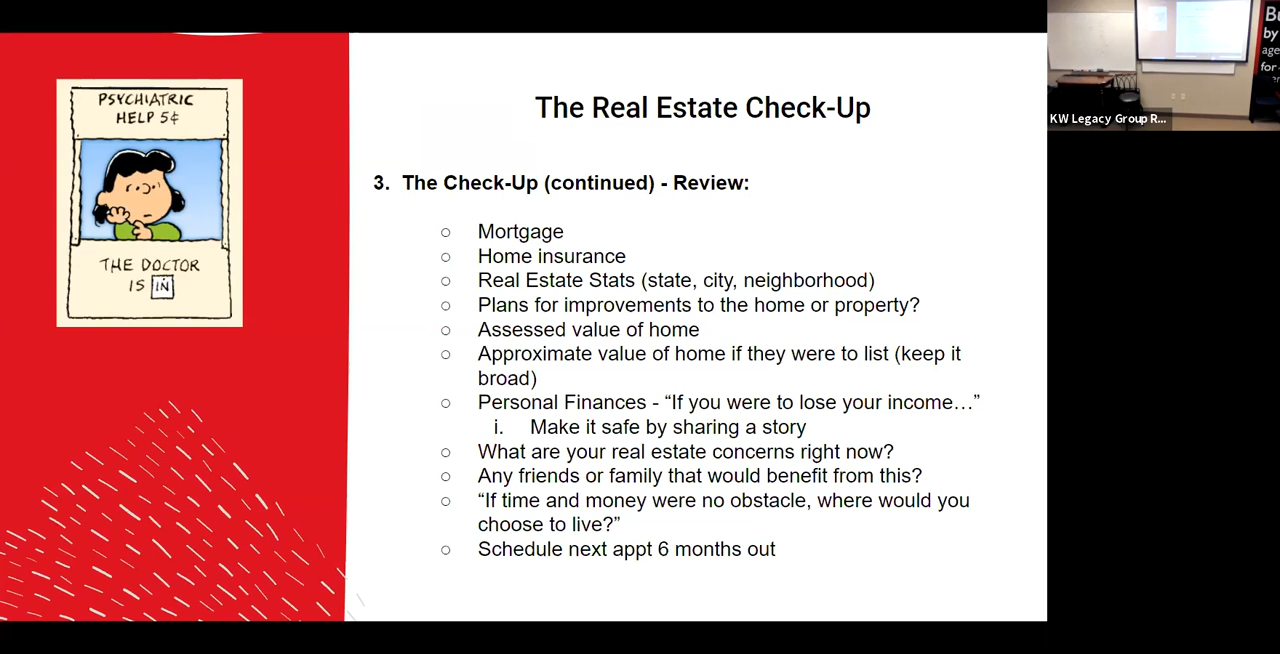 PSYCHIATRIC
HELP 5¢
THE DOCTOR
IS IN
The Real Estate Check-Up
3. The Check-Up (continued) - Review:
○ Mortgage
○ Home insurance
○ Real Estate Stats (state, city, neighborhood)
○ Plans for improvements to the home or property?
○ Assessed value of home
○ Approximate value of home if they were to list (keep it
broad)
○ Personal Finances - “If you were to lose your income…”
i. Make it safe by sharing a story
○ What are your real estate concerns right now?
○ Any friends or family that would benefit from this?
○ “If time and money were no obstacle, where would you
choose to live?”
○ Schedule next appt 6 months out
by
age
for-
KW Legacy Group R...